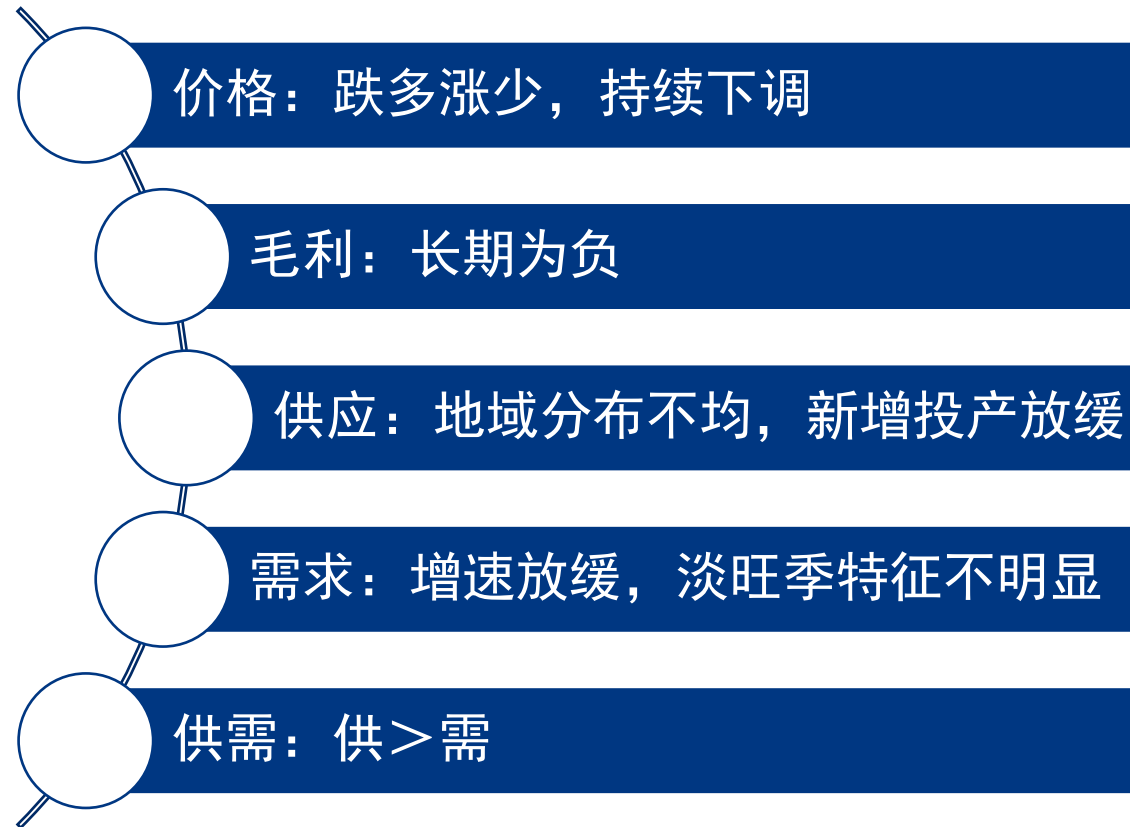 价格：跌多涨少，持续下调
毛利：长期为负
供应：地域分布不均，新增投产放缓
需求：增速放缓，淡旺季特征不明显
供需：供＞需